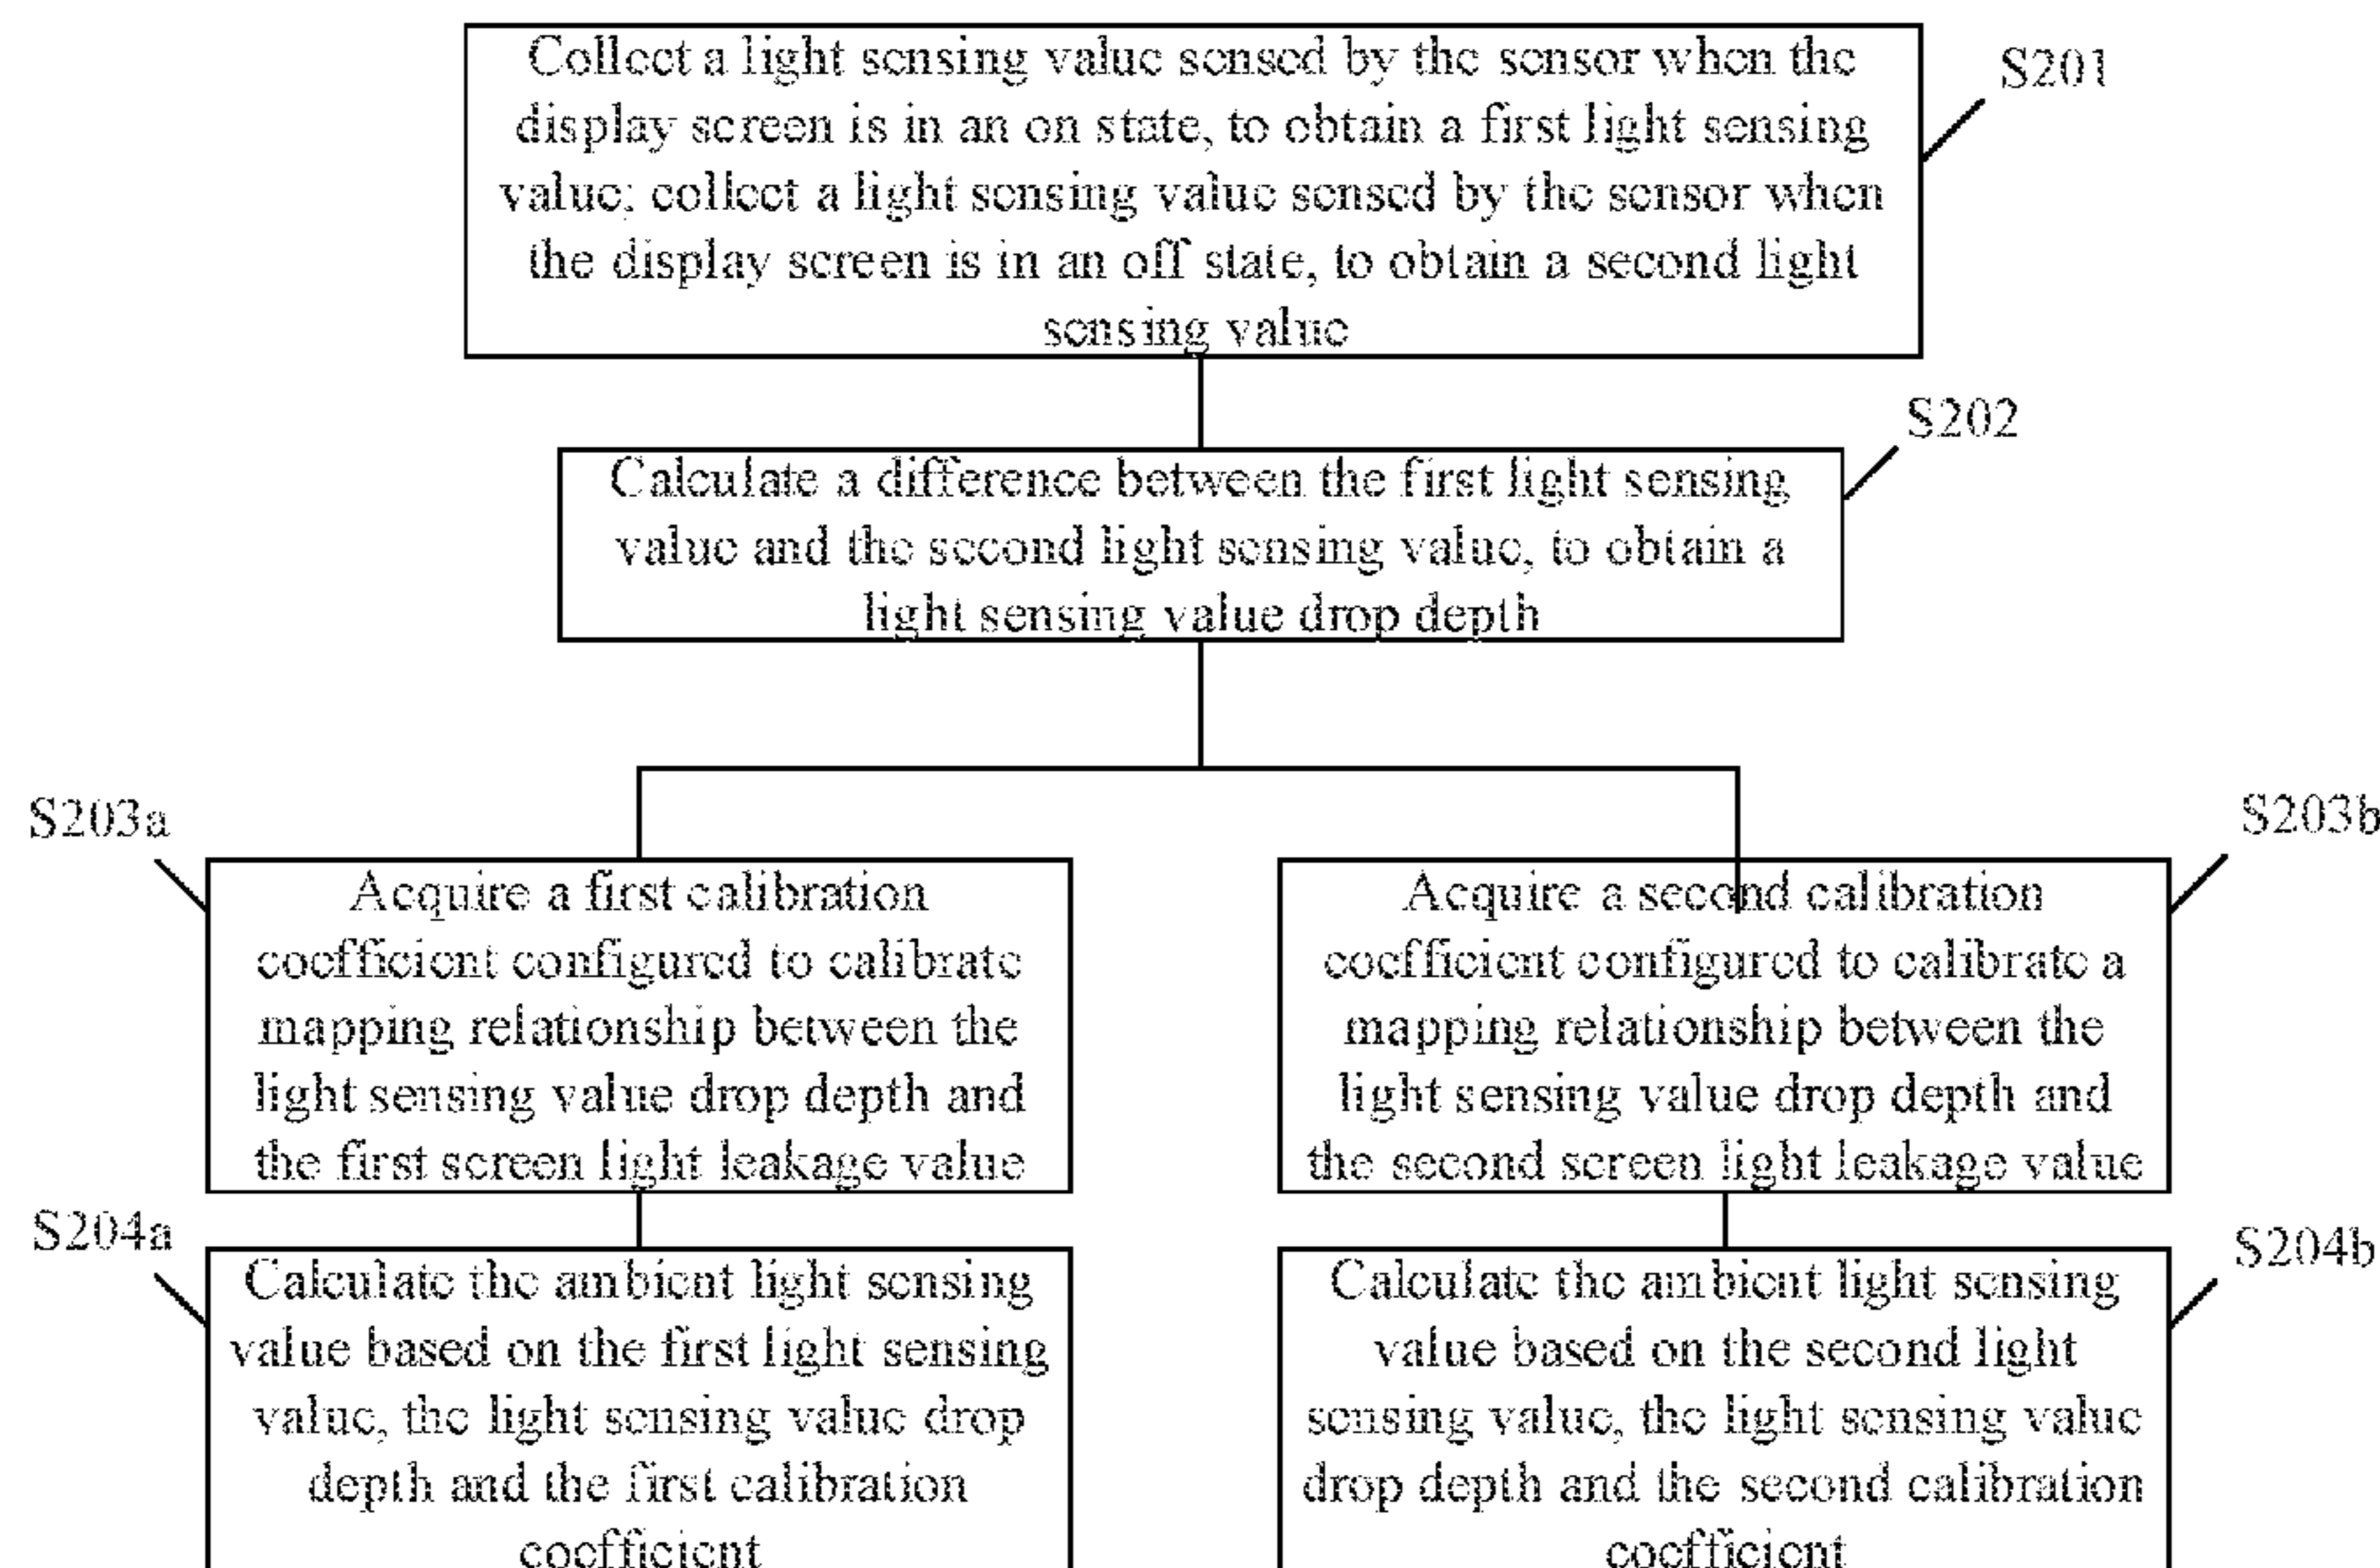 Collect a light sensing value sensed by the sensor when the
display screen is in an on state, to obtain a first light sensing
value; collect a light sensing value sensed by the sensor when
the display screen is in an off state, to obtain a second light
sensing value
S201
Calculate a difference between the first light sensing
value and the second light sensing value, to obtain a
light sensing value drop depth
S202
S203a
Acquire a first calibration
coefficient configured to calibrate
mapping relationship between the
light sensing value drop depth and
the first screen light leakage value
S203b
Acquire a second calibration
coefficient configured to calibrate a
mapping relationship between the
light sensing value drop depth and
the second screen light leakage value
S204a
Calculate the ambient light sensing
value based on the first light sensing
value, the light sensing value drop
depth and the first calibration
coefficient
S204b
Calculate the ambient light sensing
value based on the second light
sensing value, the light sensing value
drop depth and the second calibration
coefficient